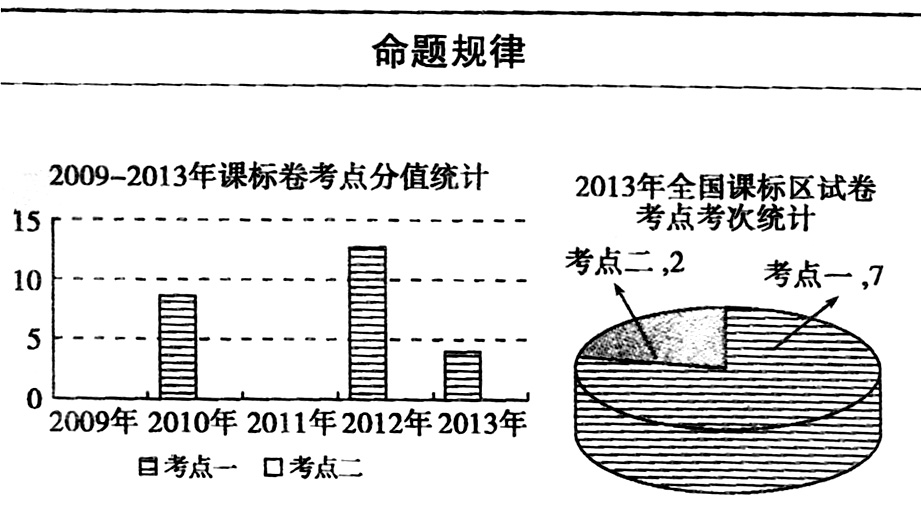 命题规律
2009-2013年课标卷考点分值统计
15
10
5
0
2009年 2010年 2011年 2012年 2013年
考点一 考点二
2013年全国课标区试卷
考点考次统计
考点二,2
考点一,7